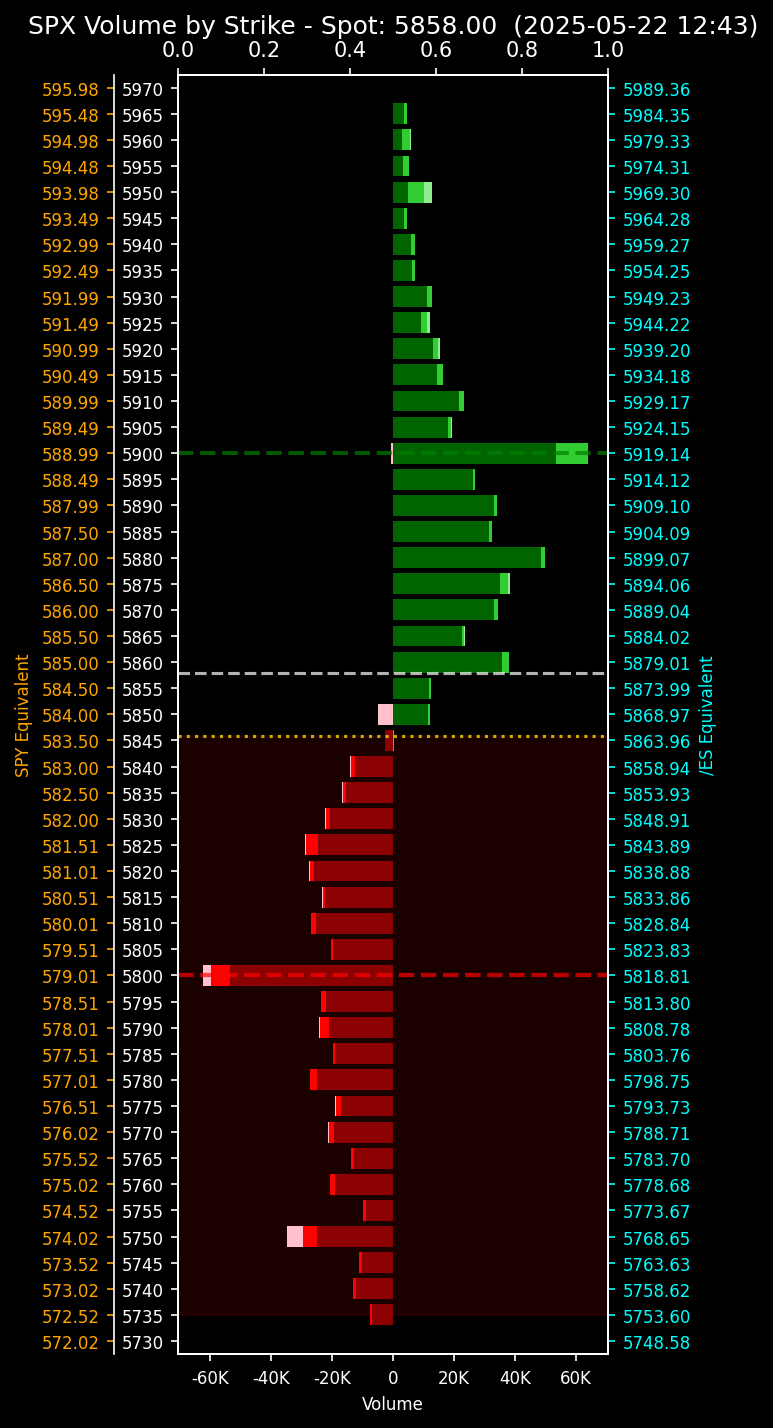 SPX Volume by Strike - Spot: 5858.00 (2025-05-22 12:43)
0.0 0.2 0.4 0.6 0.8 1.0
595.98 5970 5989.36
595.48 5965 5984.35
594.98 5960 5979.33
594.48 5955 5974.31
593.98 5950 5969.30
593.49 5945 5964.28
592.99 5940 5959.27
592.49 5935 5954.25
591.99 5930 5949.23
591.49 5925 5944.22
590.99 5920 5939.20
590.49 5915 5934.18
589.99 5910 5929.17
589.49 5905 5924.15
588.99 5900 5919.14
588.49 5895 5914.12
587.99 5890 5909.10
587.50 5885 5904.09
587.00 5880 5899.07
586.50 5875 5894.06
586.00 5870 5889.04
585.50 5865 5884.02
585.00 5860 5879.01
584.50 5855 5873.99
584.00 5850 5868.97
583.50 5845 5863.96
583.00 5840 5858.94
582.50 5835 5853.93
582.00 5830 5848.91
581.51 5825 5843.89
581.01 5820 5838.88
580.51 5815 5833.86
580.01 5810 5828.84
579.51 5805 5823.83
579.01 5800 5818.81
578.51 5795 5813.80
578.01 5790 5808.78
577.51 5785 5803.76
577.01 5780 5798.75
576.51 5775 5793.73
576.02 5770 5788.71
575.52 5765 5783.70
575.02 5760 5778.68
574.52 5755 5773.67
574.02 5750 5768.65
573.52 5745 5763.63
573.02 5740 5758.62
572.52 5735 5753.60
572.02 5730 5748.58
SPY Equivalent
/ES Equivalent
-60K -40K -20K 0 20K 40K 60K
Volume